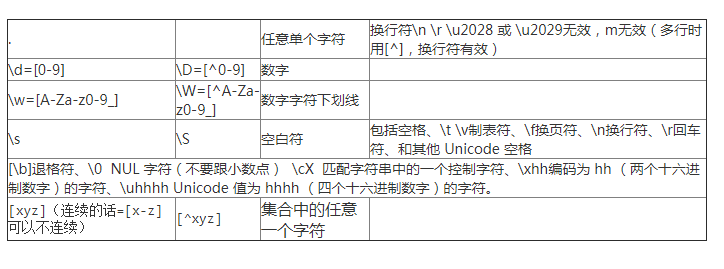 . 任意单个字符 换行符\n \r \u2028 或 \u2029无效，m无效（多行时
用[^]，换行符有效）
\d=[0-9] \D=[^0-9] 数字
\w=[A-Za-z0-9_] \W=[^A-Za-
z0-9_] 数字字符下划线
\s \S 空白符 包括空格、\t \v制表符、\f换页符、\n换行符、\r回车
符、和其他 Unicode 空格
[\b]退格符、\0 NUL 字符（不要跟小数点） \cX 匹配字符串中的一个控制字符、\xhh编码为 hh （两个十六进
制数字）的字符、\uhhhh Unicode 值为 hhhh （四个十六进制数字）的字符。
[xyz]（连续的话=[x-z]
可以不连续） [^xyz] 集合中的任意
一个字符